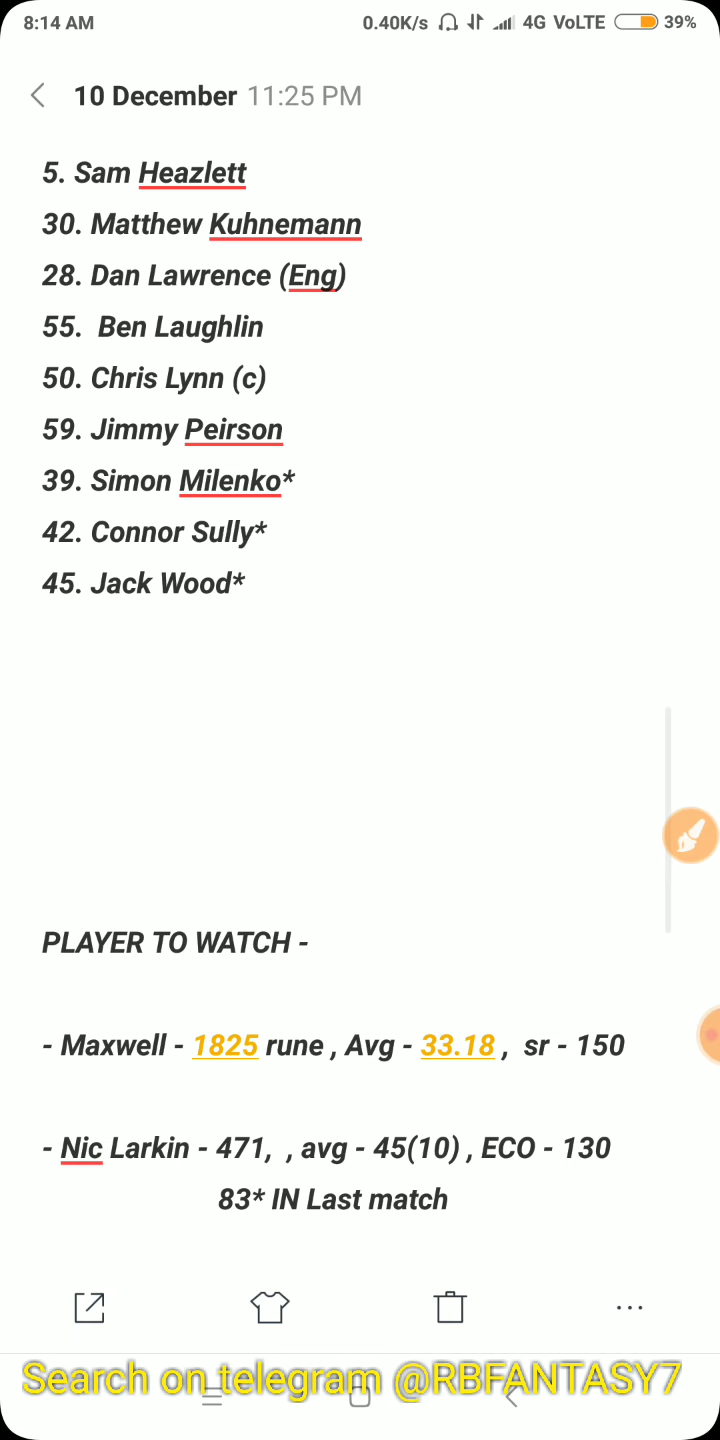 8:14 AM 0.40K/s 4G VoLTE 39%
10 December 11:25 PM
5. Sam Heazlett
30. Matthew Kuhnemann
28. Dan Lawrence (Eng)
55. Ben Laughlin
50. Chris Lynn (c)
59. Jimmy Peirson
39. Simon Milenko*
42. Connor Sully*
45. Jack Wood*
PLAYER TO WATCH -
- Maxwell - 1825 rune , Avg - 33.18 , sr - 150
- Nic Larkin - 471, , avg - 45(10) , ECO - 130
83* IN Last match
Search on telegram @RBFANTASY7